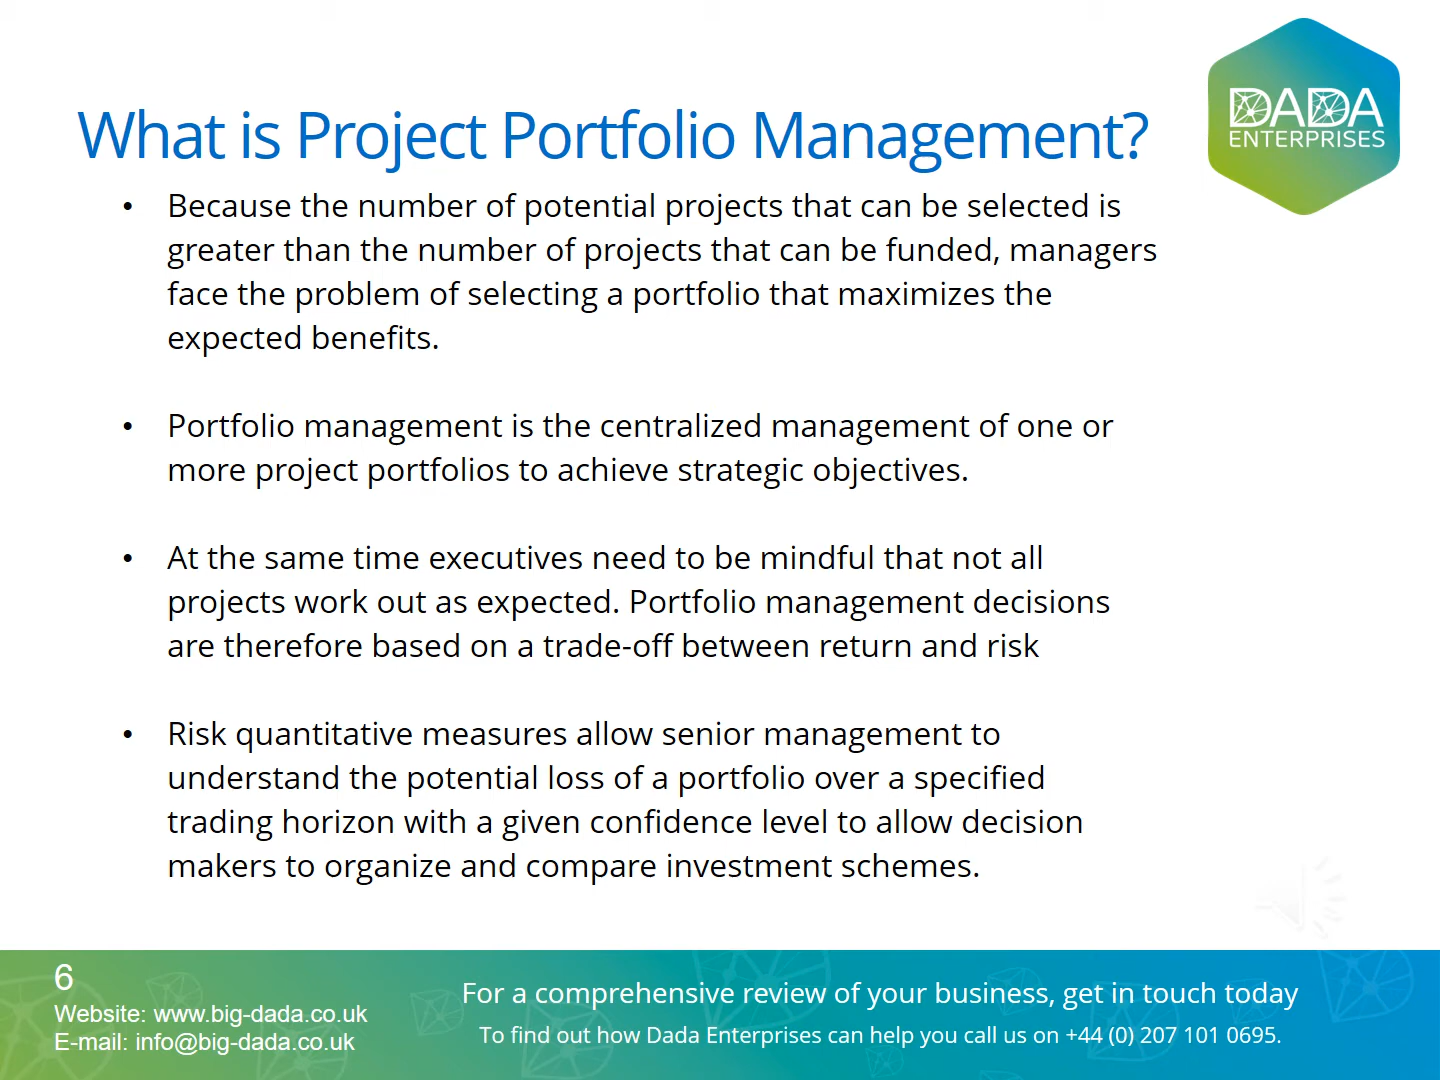 DADA
ENTERPRISES
What is Project Portfolio Management?
• Because the number of potential projects that can be selected is
greater than the number of projects that can be funded, managers
face the problem of selecting a portfolio that maximizes the
expected benefits.
• Portfolio management is the centralized management of one or
more project portfolios to achieve strategic objectives.
• At the same time executives need to be mindful that not all
projects work out as expected. Portfolio management decisions
are therefore based on a trade-off between return and risk
• Risk quantitative measures allow senior management to
understand the potential loss of a portfolio over a specified
trading horizon with a given confidence level to allow decision
makers to organize and compare investment schemes.
6
Website: www.big-dada.co.uk
E-mail: info@big-dada.co.uk
For a comprehensive review of your business, get in touch today
To find out how Dada Enterprises can help you call us on +44 (0) 207 101 0695.